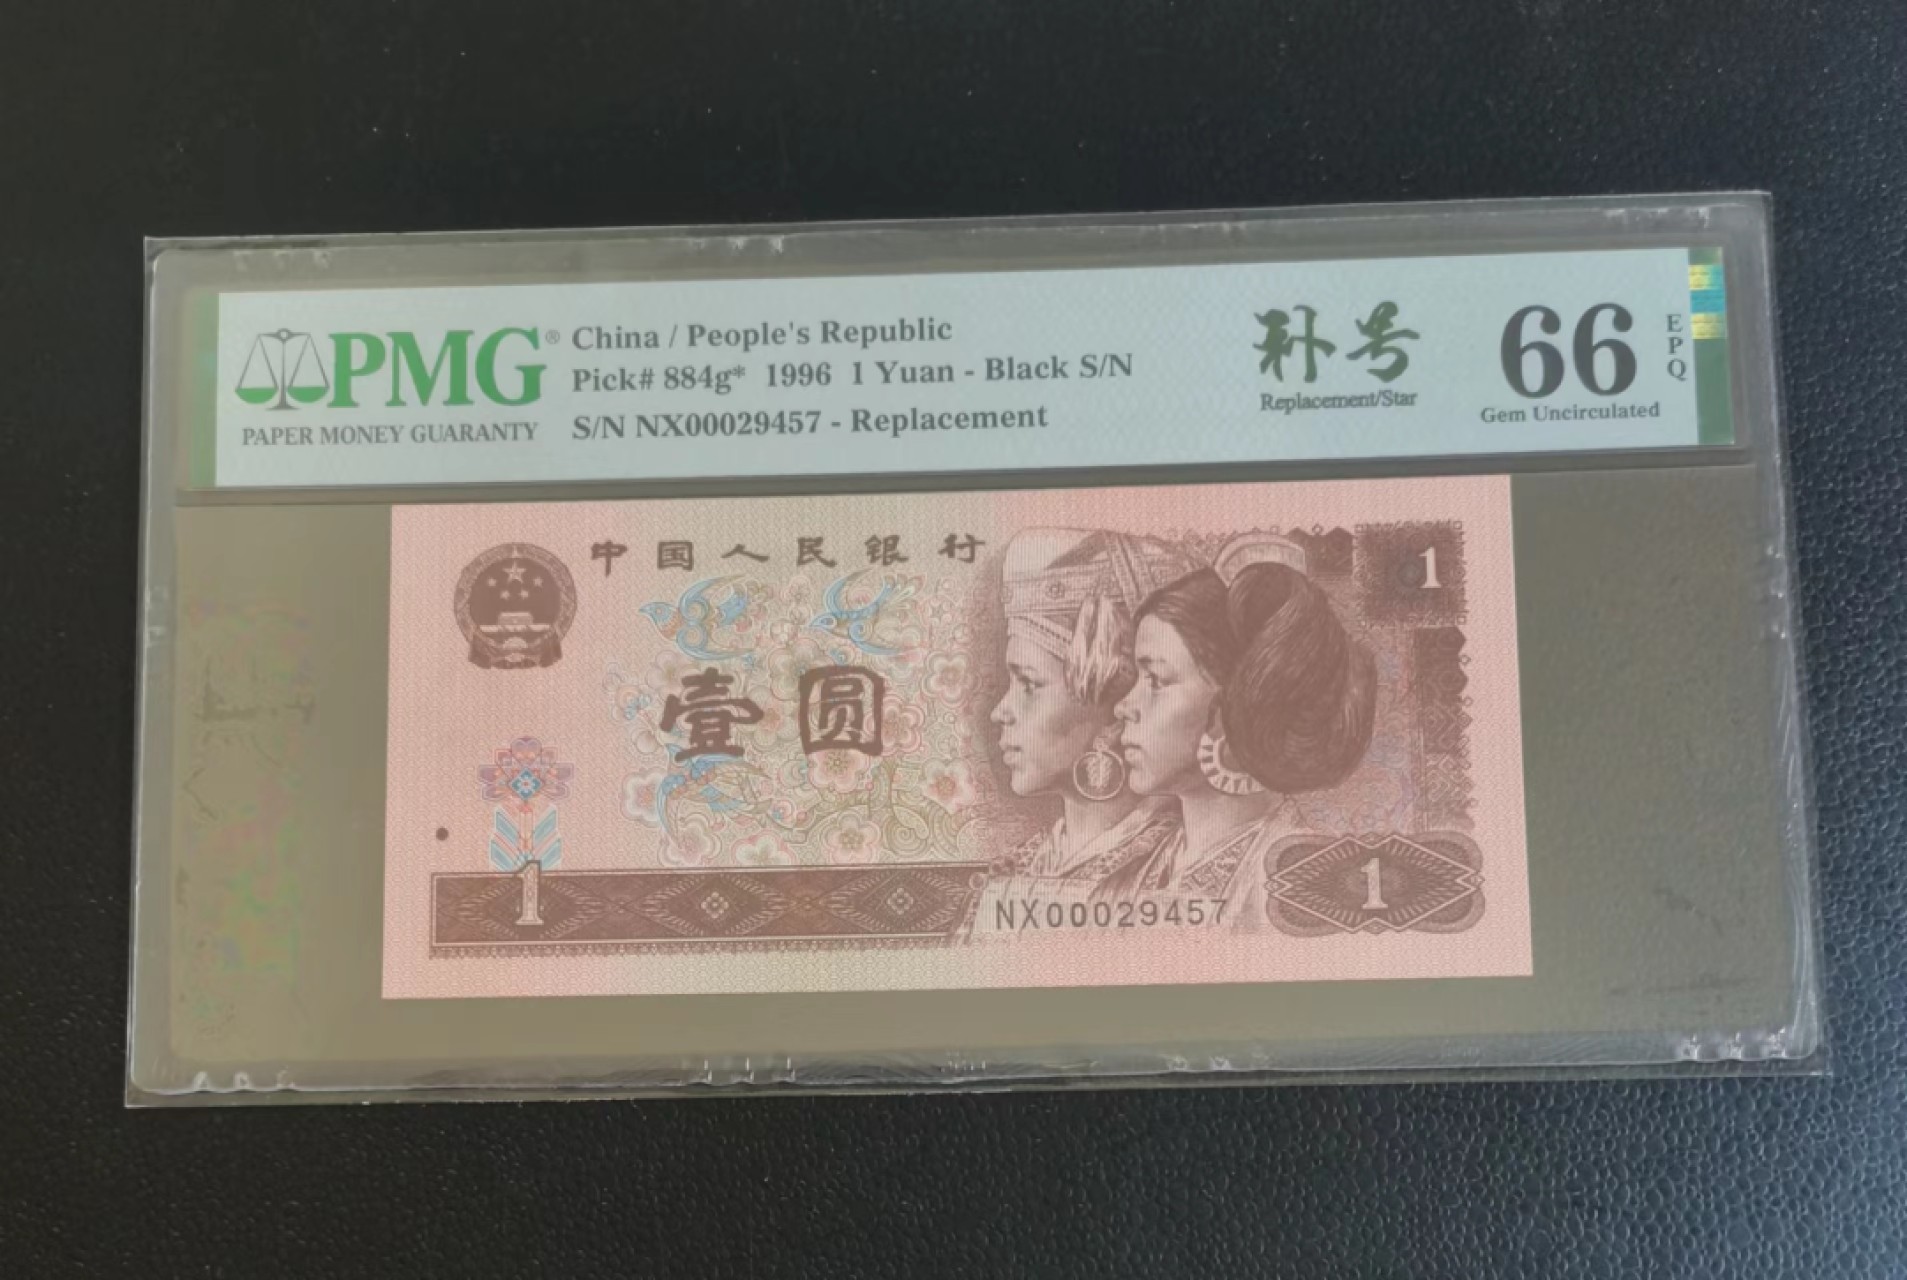 PMG®
PAPER MONEY GUARANTY
China / People's Republic
Pick# 884g* 1996 1 Yuan - Black S/N
S/N NX00029457 - Replacement
补号
Replacement/Star
66
EPQ
Gem Uncirculated
中国人民银行
1
壹圆
1
NX00029457
1